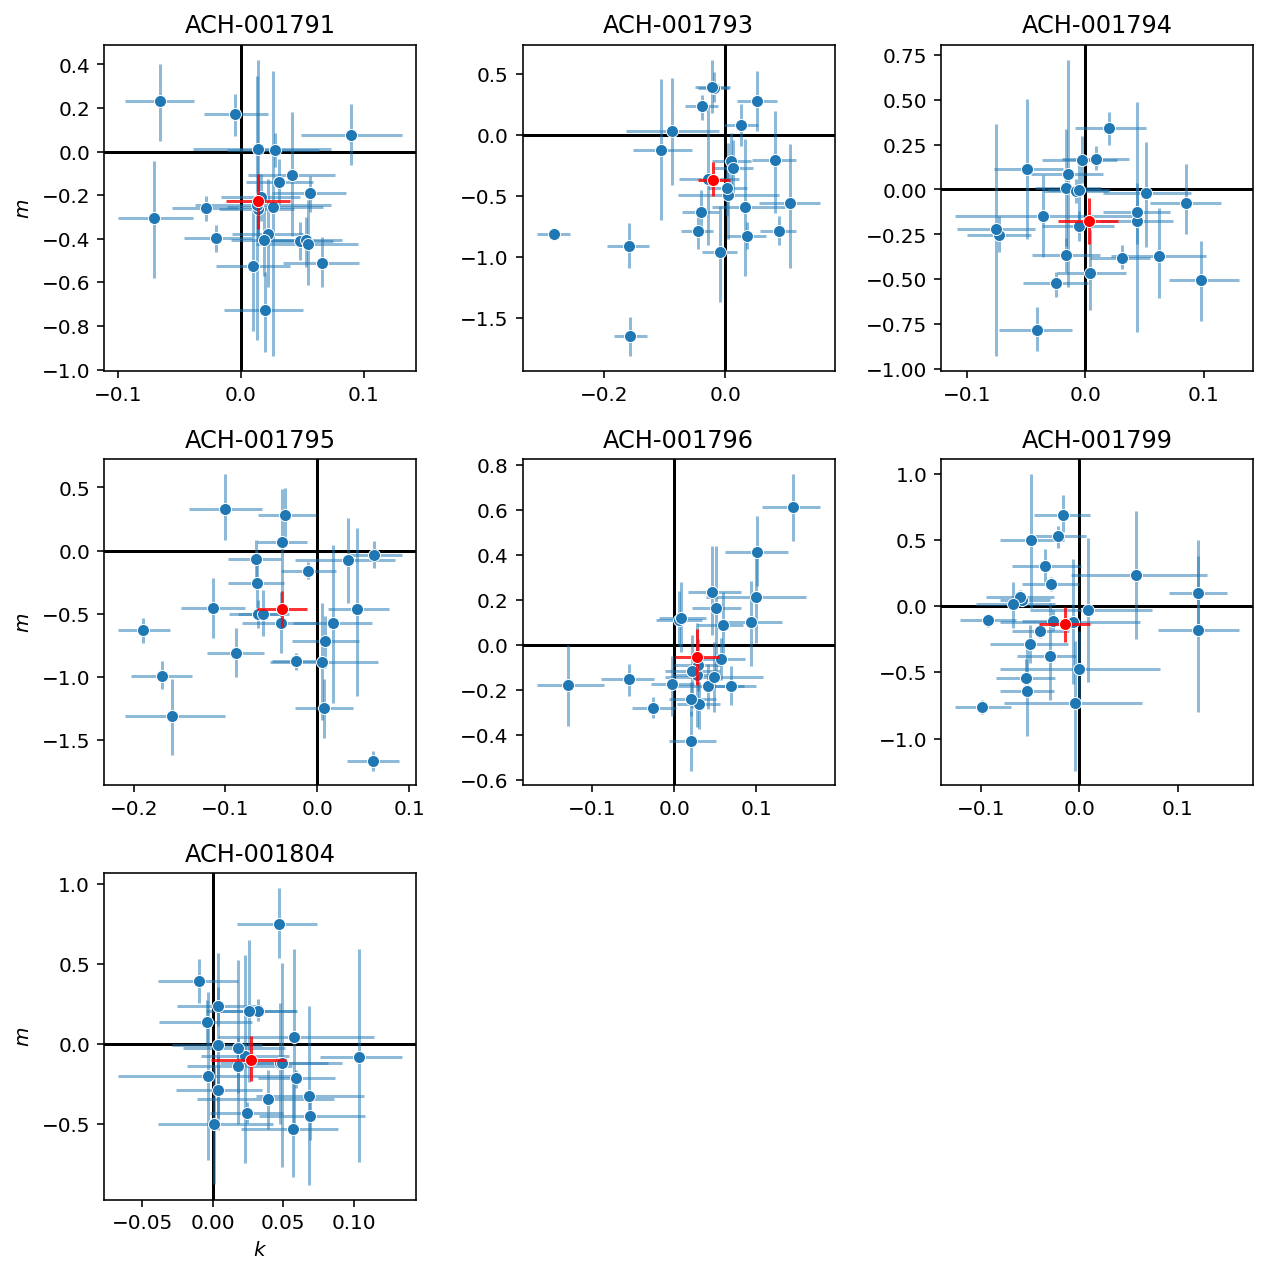 ACH-001791 ACH-001793 ACH-001794
0.4 0.2 0.0 −0.2 −0.4 −0.6 −0.8 −1.0
m
−0.1 0.0 0.1
0.5 0.0 −0.5 −1.0 −1.5
−0.2 0.0
0.75 0.50 0.25 0.00 −0.25 −0.50 −0.75 −1.00
−0.1 0.0 0.1
ACH-001795 ACH-001796 ACH-001799
0.5 0.0 −0.5 −1.0 −1.5
m
−0.2 −0.1 0.0 0.1
0.8 0.6 0.4 0.2 0.0 −0.2 −0.4 −0.6
−0.1 0.0 0.1
1.0 0.5 0.0 −0.5 −1.0
−0.1 0.0 0.1
ACH-001804
1.0 0.5 0.0 −0.5
m
−0.05 0.00 0.05 0.10
k